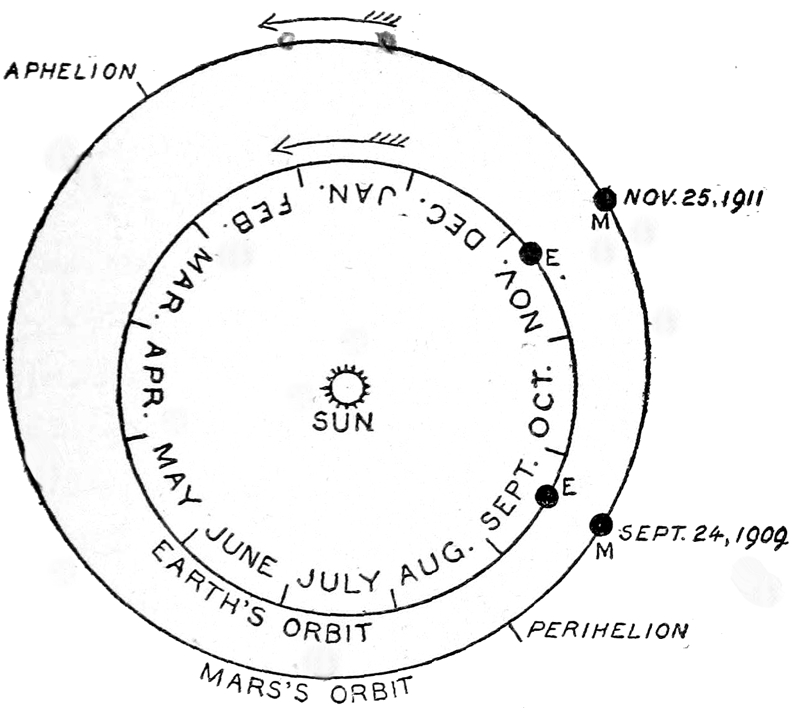 APHELION
NOV. 25, 1911
M
E.
JAN.
DEC.
NOV.
OCT.
SEPT.
AUG.
JULY
JUNE
MAY
APR.
MAR.
FEB.
SUN
E
SEPT. 24, 1909
M
PERIHELION
EARTH'S ORBIT
MARS'S ORBIT